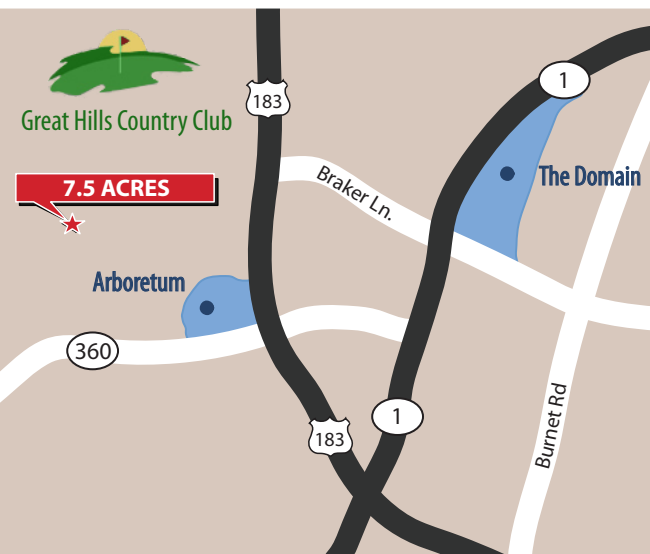 1
183
Great Hills Country Club
7.5 ACRES
Braker Ln.
The Domain
Arboretum
360
1
183
Burnet Rd